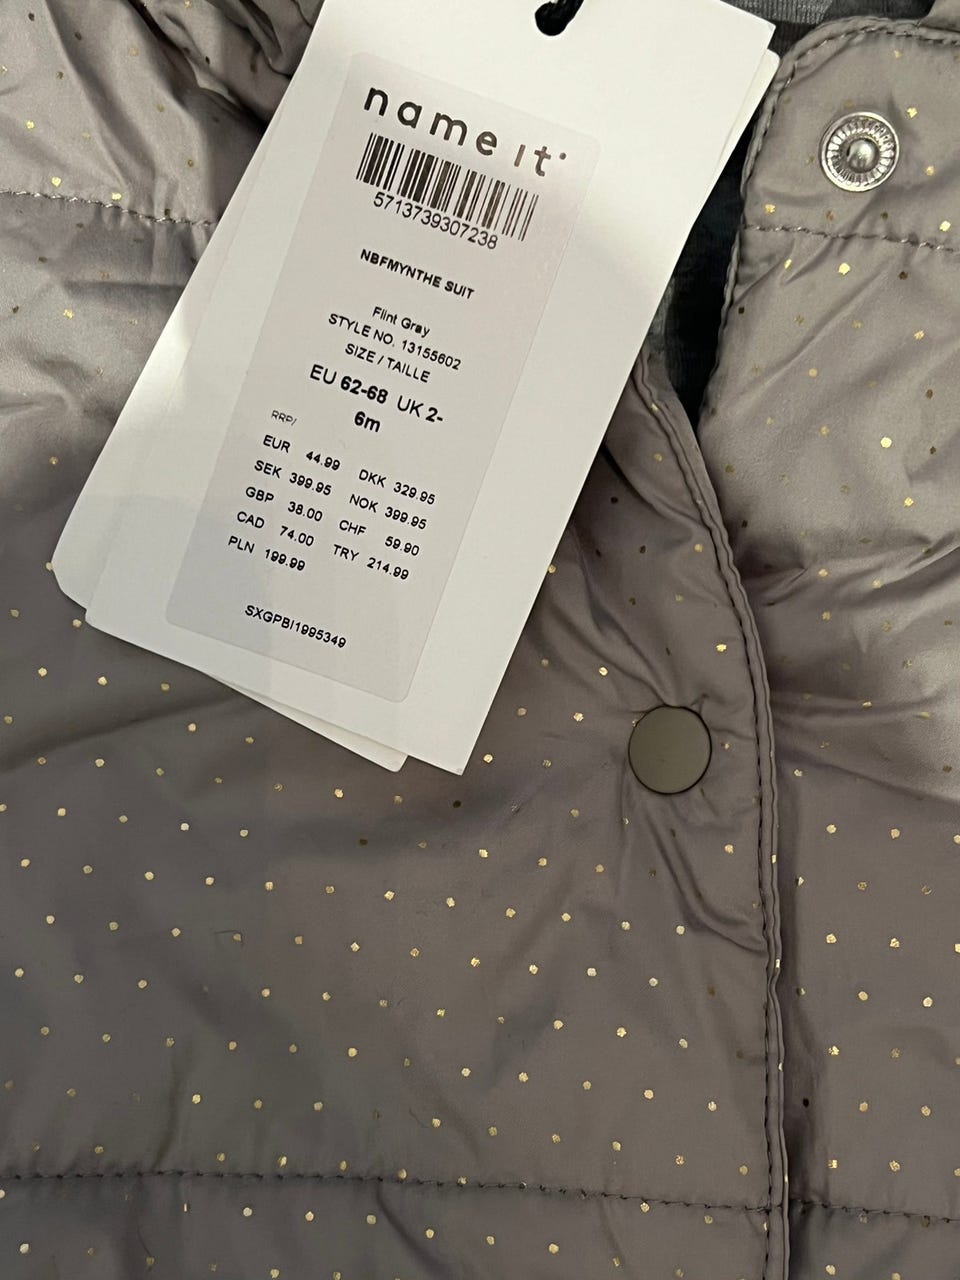 name it
5713739307238
NBFMYNTHE SUIT
Flint Gray
STYLE NO. 13155602
SIZE / TAILLE
EU 62-68 UK 2-
6m
RRP/
EUR 44.99 DKK 329.95
SEK 399.95 NOK 399.95
GBP 38.00 CHF 59.90
CAD 74.00 TRY 214.99
PLN 199.99
SXGPBI1995349